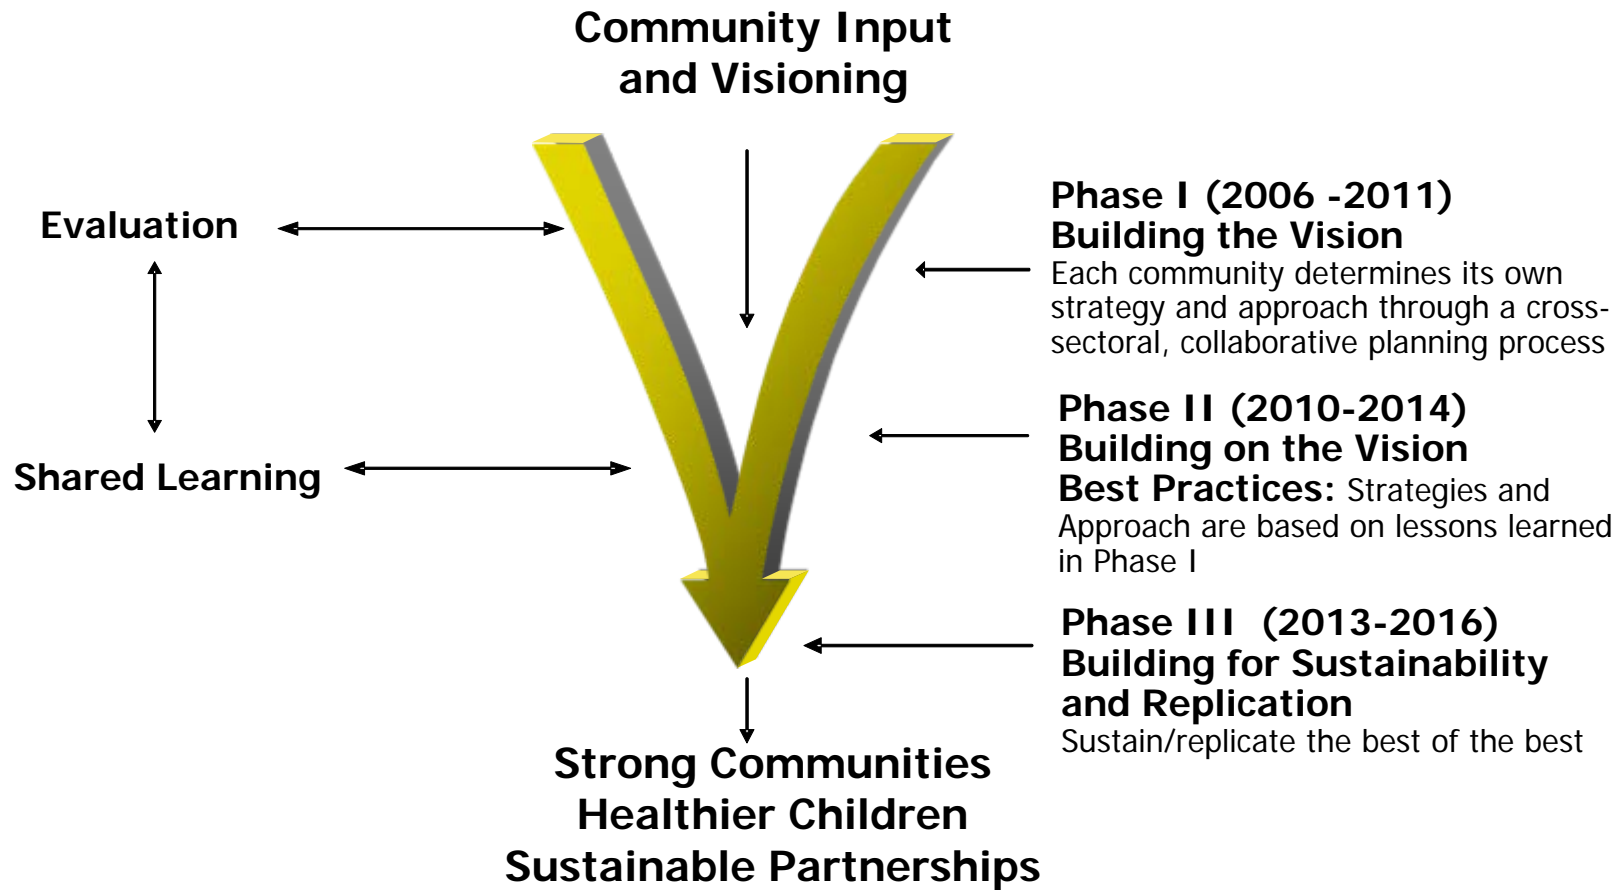 Community Input
and Visioning
Evaluation
Shared Learning
Phase I (2006 -2011)
Building the Vision
Each community determines its own
strategy and approach through a cross-
sectoral, collaborative planning process
Phase II (2010-2014)
Building on the Vision
Best Practices: Strategies and
Approach are based on lessons learned
in Phase I
Phase III (2013-2016)
Building for Sustainability
and Replication
Sustain/replicate the best of the best
Strong Communities
Healthier Children
Sustainable Partnerships